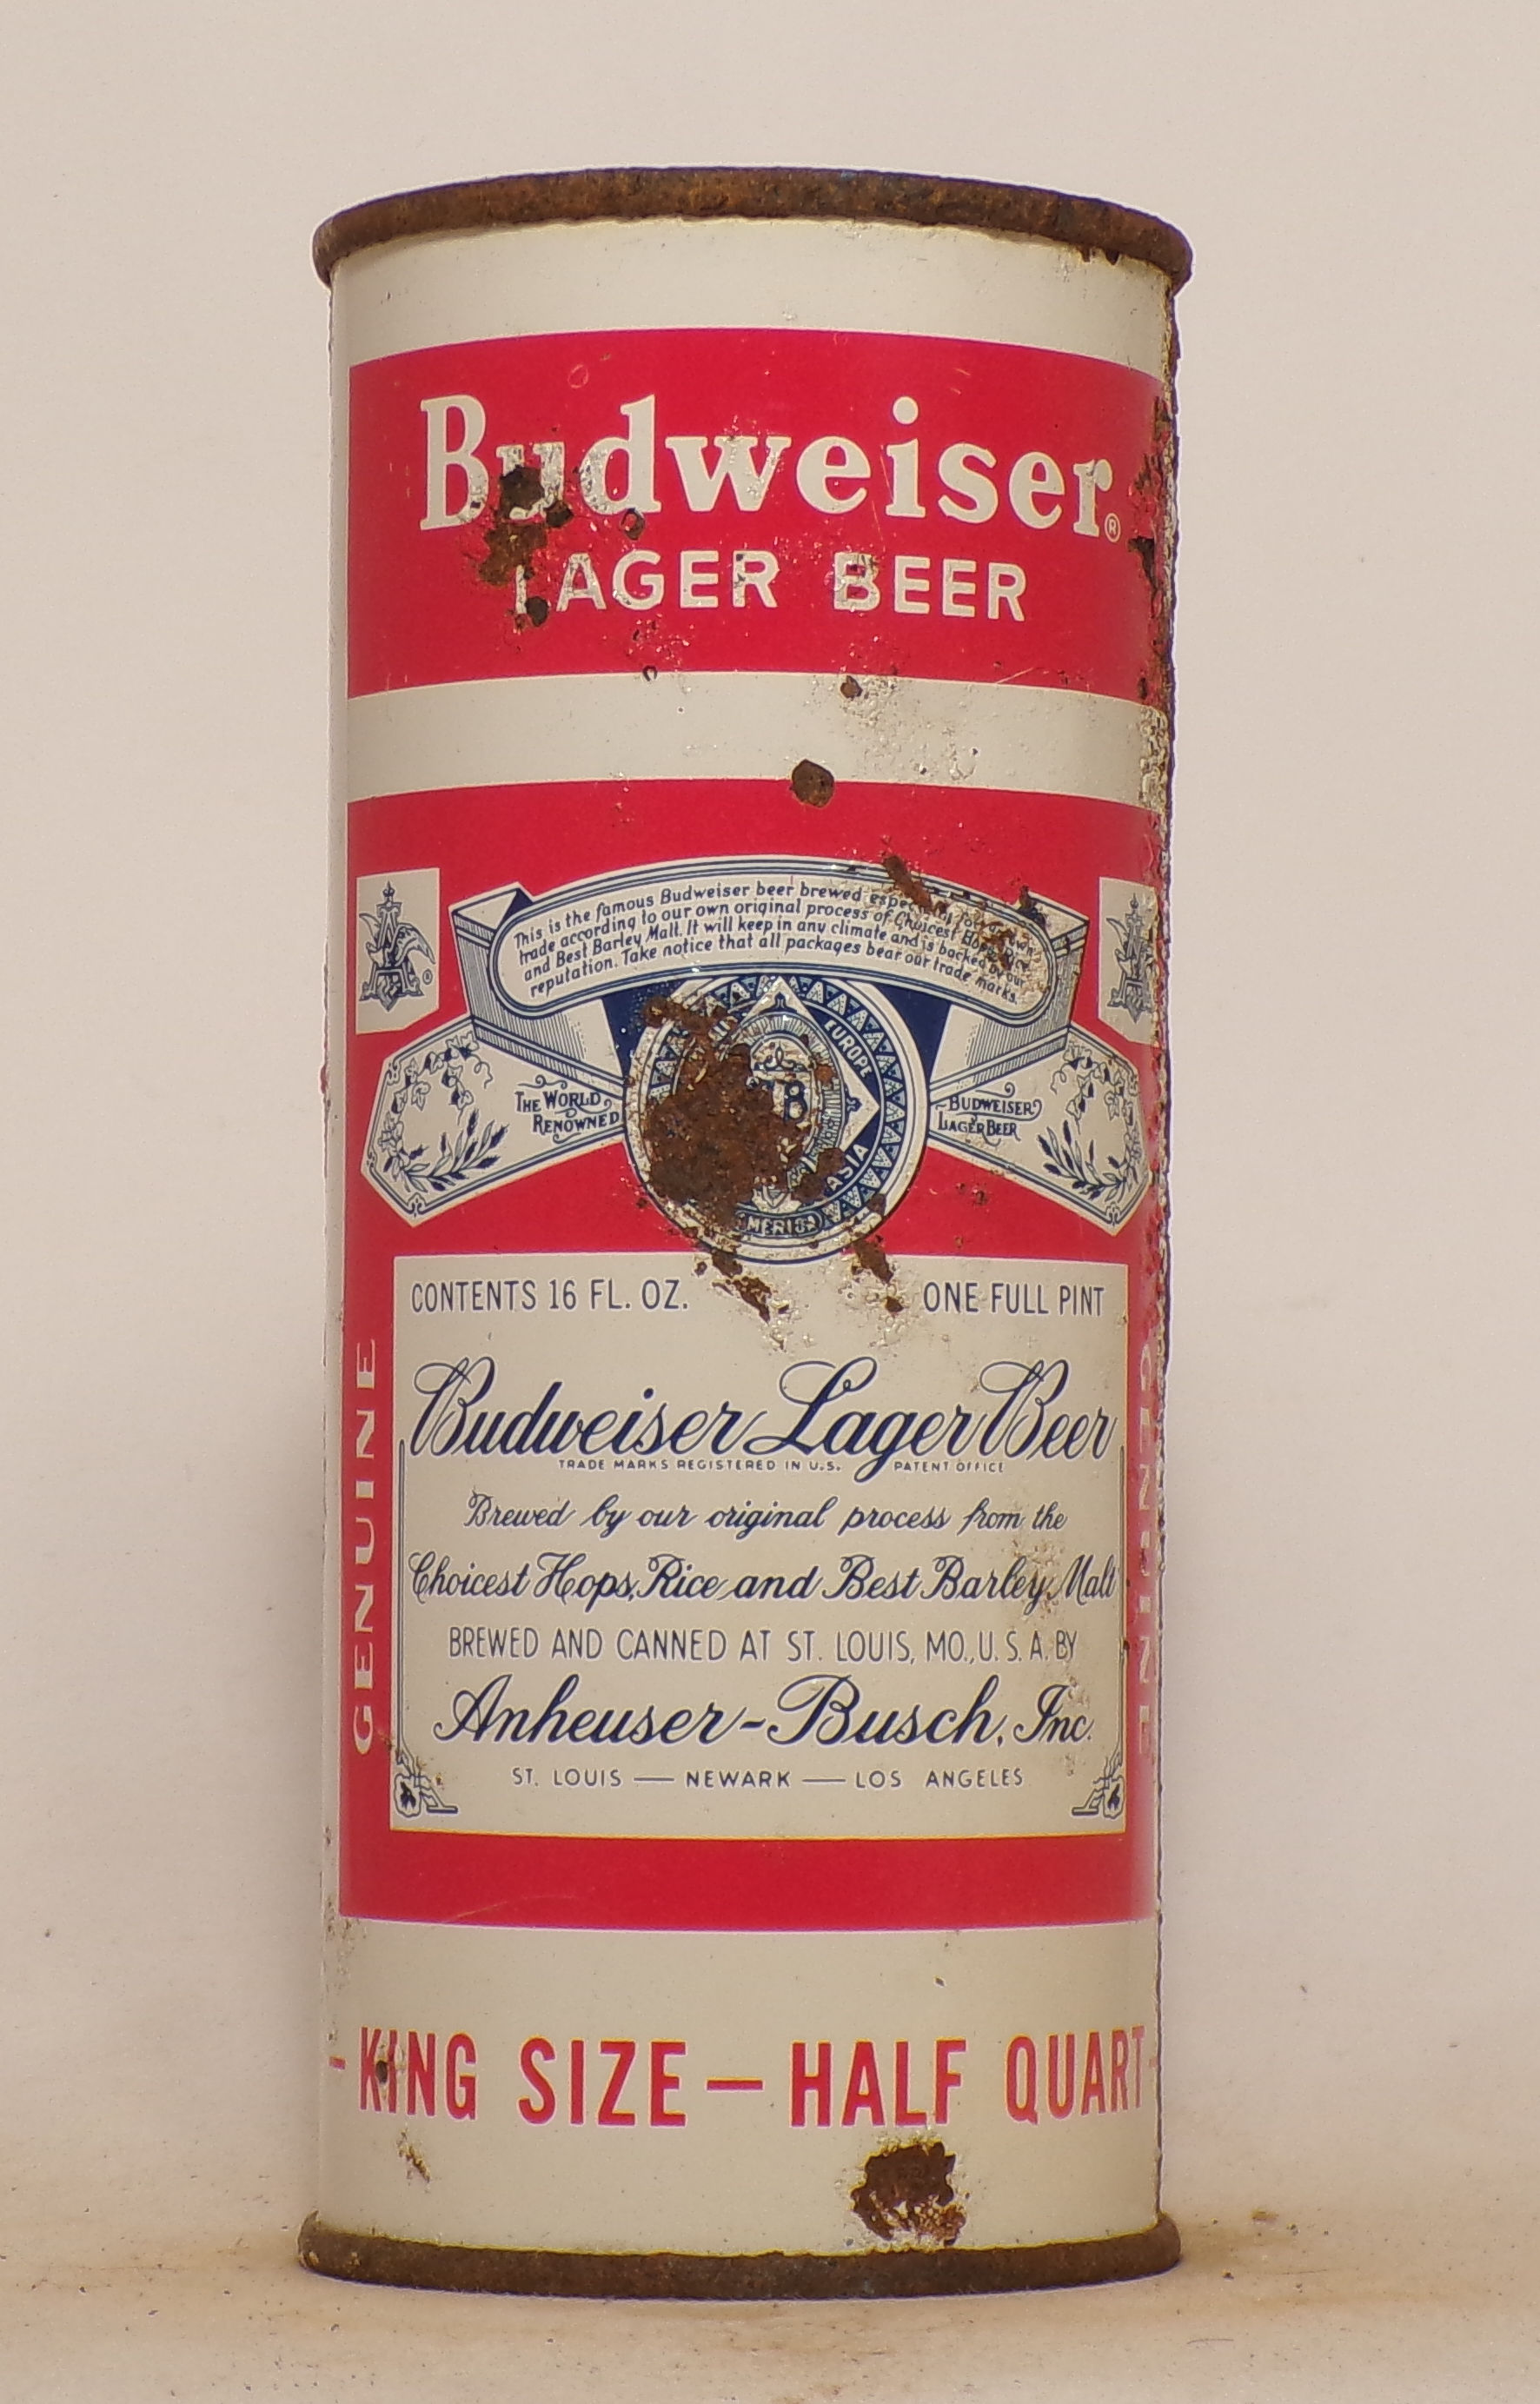 Budweiser®
LAGER BEER
This is the famous Budweiser beer brewed
trade according to our own original process of Choicest Hops, Rice
and Best Barley Malt. It will keep in any climate and is backed by our
reputation. Take notice that all packages bear our trade marks.
THE WORLD
RENOWNED
EUROPE
ASIA
BUDWEISER
LAGER BEER
CONTENTS 16 FL. OZ.
ONE FULL PINT
GENUINE
Budweiser Lager Beer
TRADE MARKS REGISTERED IN U.S. PATENT OFFICE
Brewed by our original process from the
Choicest Hops, Rice and Best Barley Malt
BREWED AND CANNED AT ST. LOUIS, MO., U. S. A. BY
Anheuser-Busch, Inc.
ST. LOUIS — NEWARK — LOS ANGELES
GENUINE
- KING SIZE — HALF QUART -